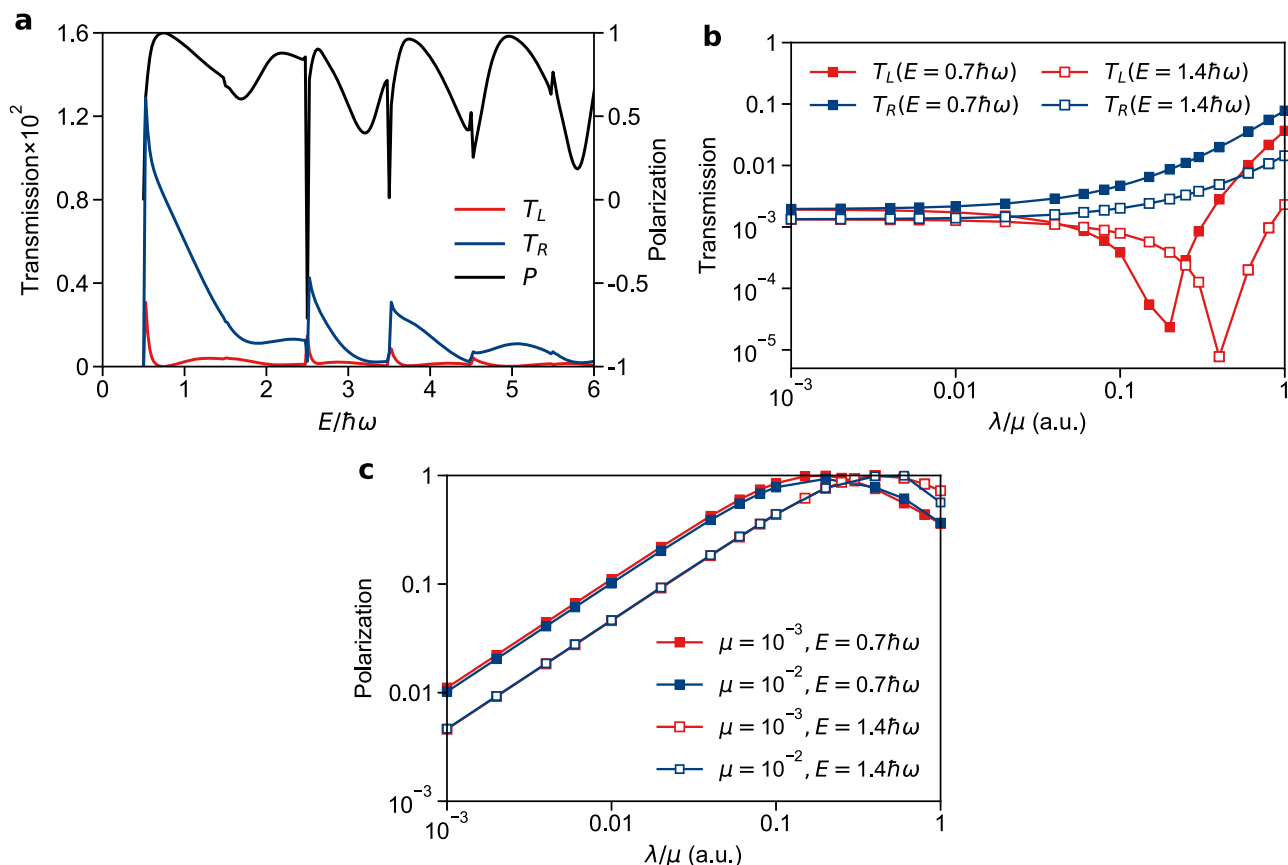 a
1.6
1.2
0.8
0.4
0
Transmission×10²
1
0.5
0
-0.5
-1
Polarization
T_L
T_R
P
0 1 2 3 4 5 6
E/ħω
b
1
0.1
0.01
10⁻³
10⁻⁴
10⁻⁵
Transmission
T_L(E = 0.7ħω)
T_R(E = 0.7ħω)
T_L(E = 1.4ħω)
T_R(E = 1.4ħω)
10⁻³ 0.01 0.1 1
λ/μ (a.u.)
c
1
0.1
0.01
10⁻³
Polarization
μ = 10⁻³, E = 0.7ħω
μ = 10⁻², E = 0.7ħω
μ = 10⁻³, E = 1.4ħω
μ = 10⁻², E = 1.4ħω
10⁻³ 0.01 0.1 1
λ/μ (a.u.)